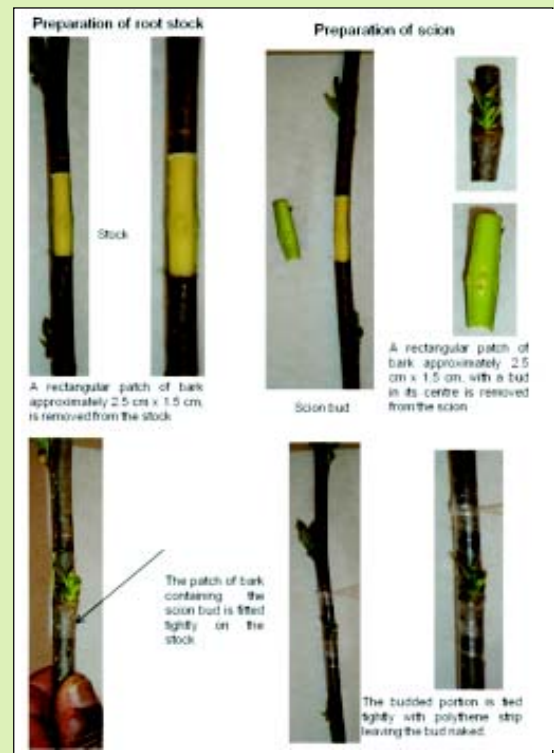 Preparation of root stock
Preparation of scion
Stock
A rectangular patch of bark
approximately 2.5 cm x 1.5 cm,
is removed from the stock
Scion bud
A rectangular patch of
bark approximately 2.5
cm x 1.5 cm, with a bud
in its centre is removed
from the scion
The patch of bark
containing the
scion bud is fitted
tightly on the
stock
The budded portion is tied
tightly with polythene strip
leaving the bud naked.